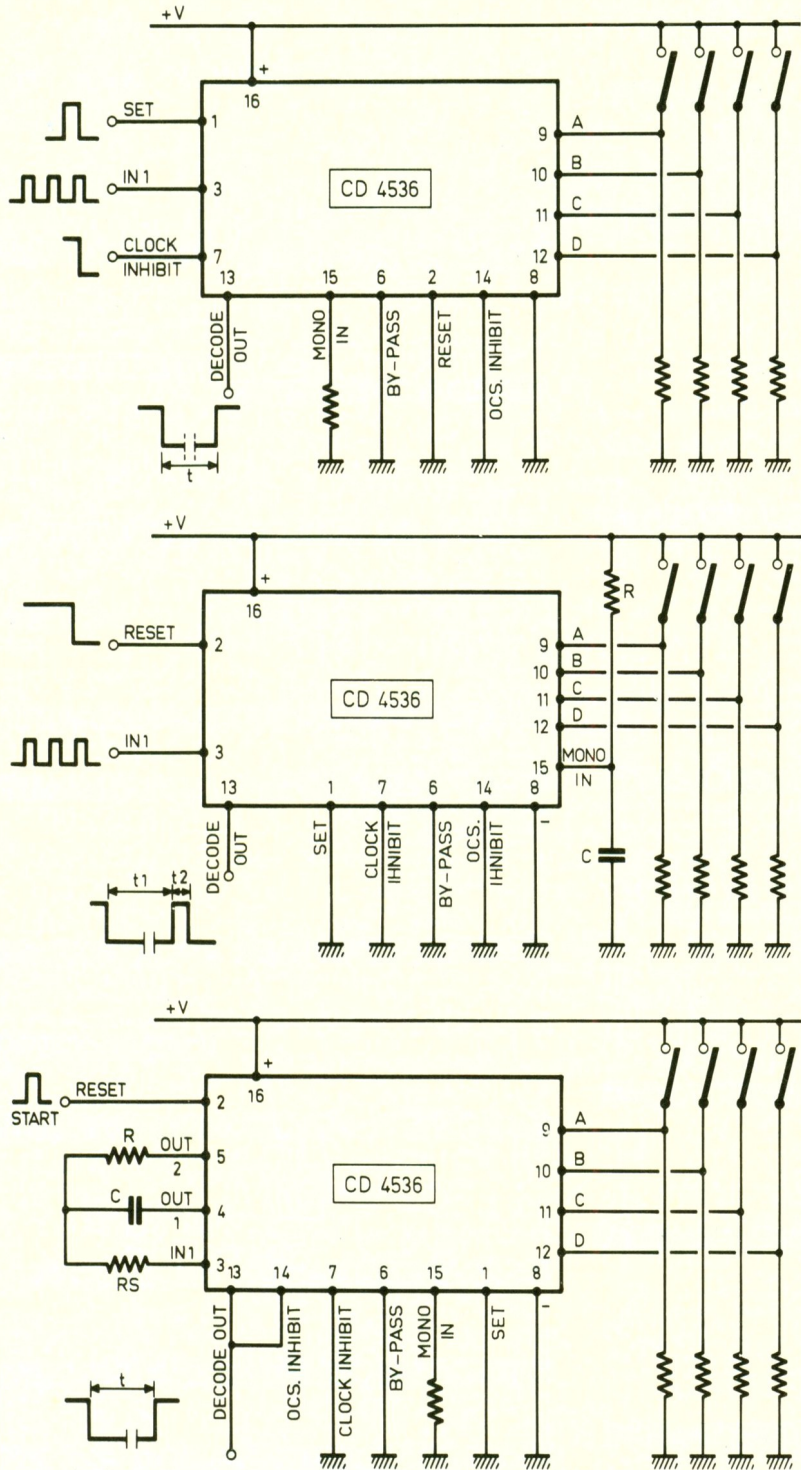 +V
+
16
SET
1
IN 1
3
CLOCK
INHIBIT
7
CD 4536
9 A
10 B
11 C
12 D
13 15 6 2 14 8
DECODE
OUT
MONO
IN
BY-PASS
RESET
OCS. INHIBIT
t
+V
+
16
R
RESET
2
IN1
3
CD 4536
9 A
10 B
11 C
12 D
15 MONO
IN
13 1 7 6 14 8
-
DECODE
OUT
SET
CLOCK
IHNIBIT
BY-PASS
OCS.
IHNIBIT
C
t1 t2
+V
+
16
START
RESET
2
R OUT
2
5
C OUT
1
4
IN1
3
RS
CD 4536
9 A
10 B
11 C
12 D
13 14 7 6 15 1 8
-
DECODE OUT
OCS. INHIBIT
CLOCK INHIBIT
BY-PASS
MONO
IN
SET
t